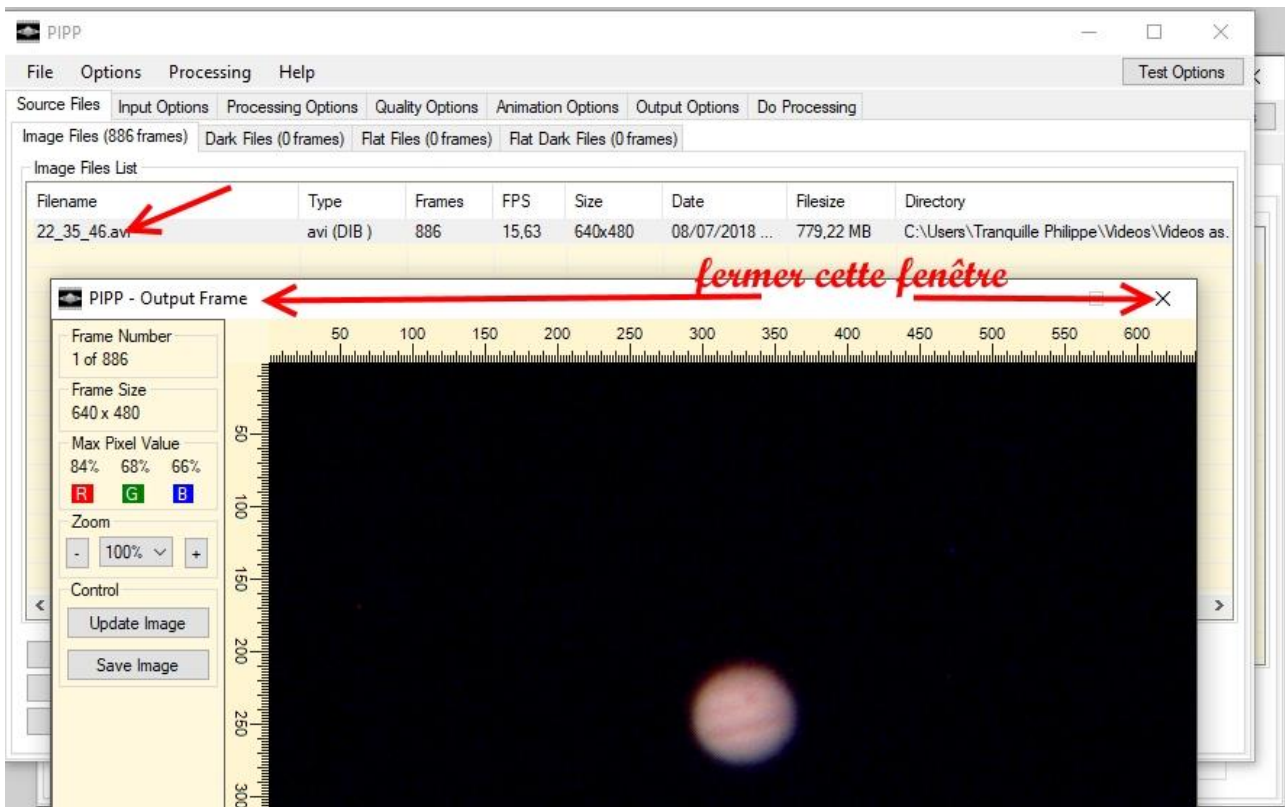 PIPP
File Options Processing Help Test Options
Source Files Input Options Processing Options Quality Options Animation Options Output Options Do Processing
Image Files (886 frames) Dark Files (0 frames) Flat Files (0 frames) Flat Dark Files (0 frames)
Image Files List
Filename Type Frames FPS Size Date Filesize Directory
22_35_46.avi avi (DIB ) 886 15,63 640x480 08/07/2018 ... 779,22 MB C:\Users\Tranquille Philippe\Videos\Videos as.
fermer cette fenêtre
PIPP - Output Frame
Frame Number
1 of 886
Frame Size
640 x 480
Max Pixel Value
84% 68% 66%
R G B
Zoom
- 100% +
Control
Update Image
Save Image
50 100 150 200 250 300 350 400 450 500 550 600
50
100
150
200
250
300